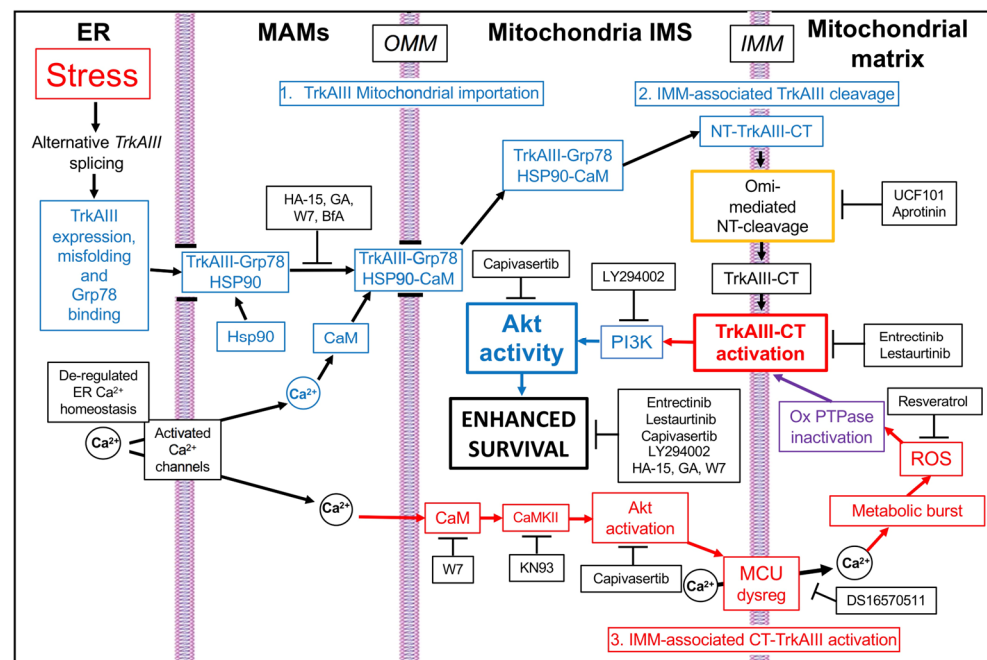 ER
MAMs
OMM
Mitochondria IMS
IMM
Mitochondrial
matrix
Stress
1. TrkAIII Mitochondrial importation
2. IMM-associated TrkAIII cleavage
Alternative TrkAIII
splicing
TrkAIII
expression,
misfolding
and
Grp78
binding
HA-15, GA,
W7, BfA
TrkAIII-Grp78
HSP90
TrkAIII-Grp78
HSP90-CaM
TrkAIII-Grp78
HSP90-CaM
NT-TrkAIII-CT
Omi-
mediated
NT-cleavage
UCF101
Aprotinin
TrkAIII-CT
Hsp90
CaM
Capivasertib
LY294002
Akt
activity
PI3K
TrkAIII-CT
activation
Entrectinib
Lestaurtinib
De-regulated
ER Ca²⁺
homeostasis
Ca²⁺
Ca²⁺
Activated
Ca²⁺
channels
ENHANCED
SURVIVAL
Entrectinib
Lestaurtinib
Capivasertib
LY294002
HA-15, GA, W7
Ox PTPase
inactivation
Resveratrol
ROS
Ca²⁺
CaM
CaMKII
Akt
activation
Metabolic burst
W7
KN93
Capivasertib
Ca²⁺
MCU
dysreg
Ca²⁺
DS16570511
3. IMM-associated CT-TrkAIII activation